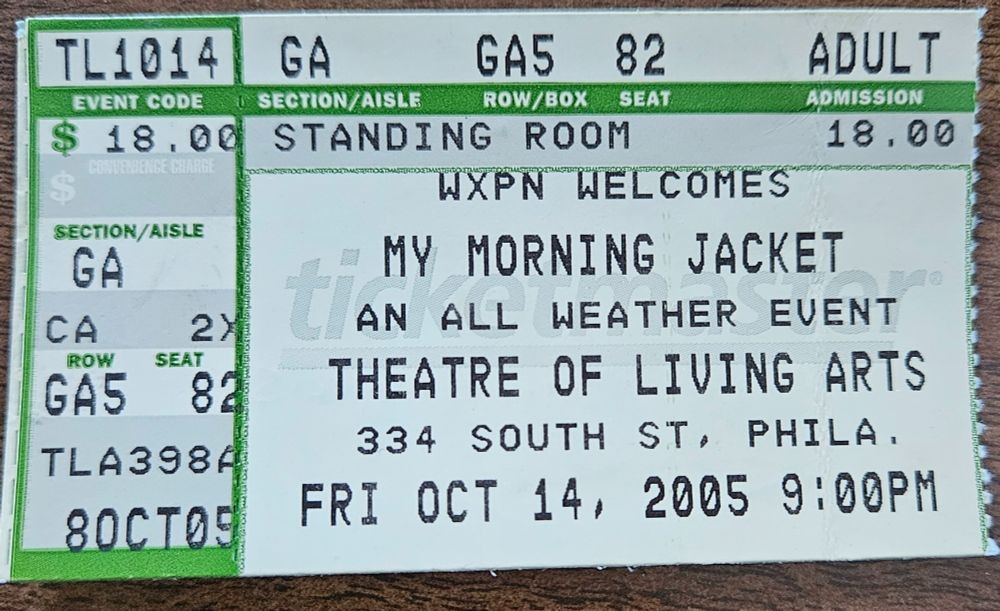 TL1014 GA GA5 82 ADULT
EVENT CODE SECTION/AISLE ROW/BOX SEAT ADMISSION
$ 18.00 STANDING ROOM 18.00
CONVENIENCE CHARGE
$
WXPN WELCOMES
SECTION/AISLE
GA
MY MORNING JACKET
ticketmaster
CA 2X
AN ALL WEATHER EVENT
ROW SEAT
GA5 82
THEATRE OF LIVING ARTS
TLA398A
334 SOUTH ST, PHILA.
8OCT05
FRI OCT 14, 2005 9:00PM